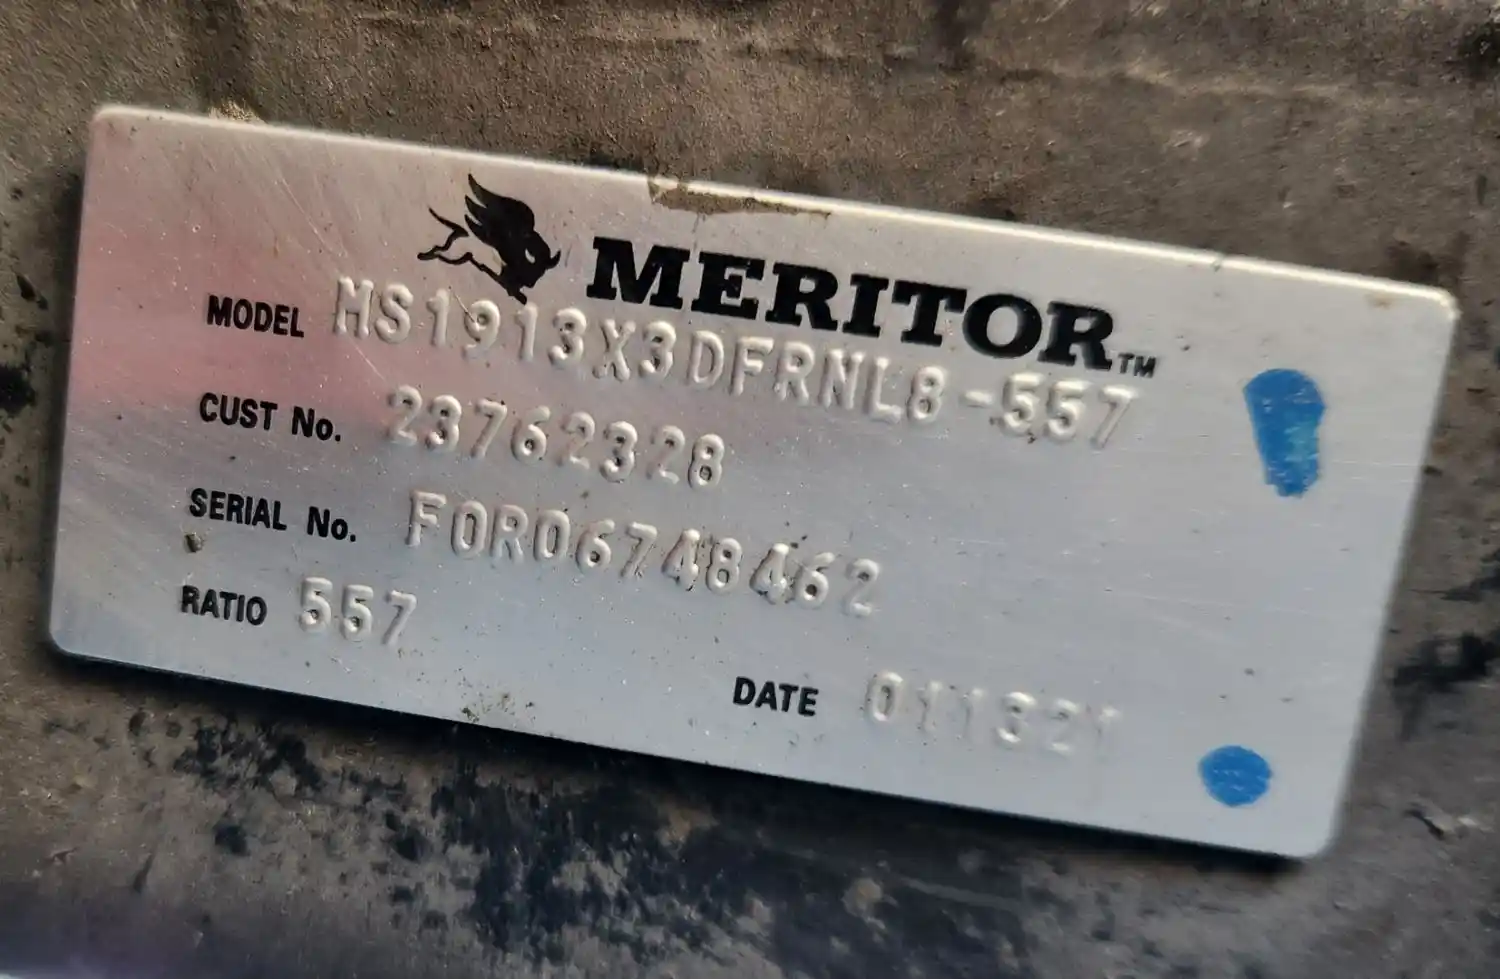 MERITOR™
MODEL MS1913X3DFRNL8-557
CUST No. 23762328
SERIAL No. FOR06748462
RATIO 557
DATE 011321